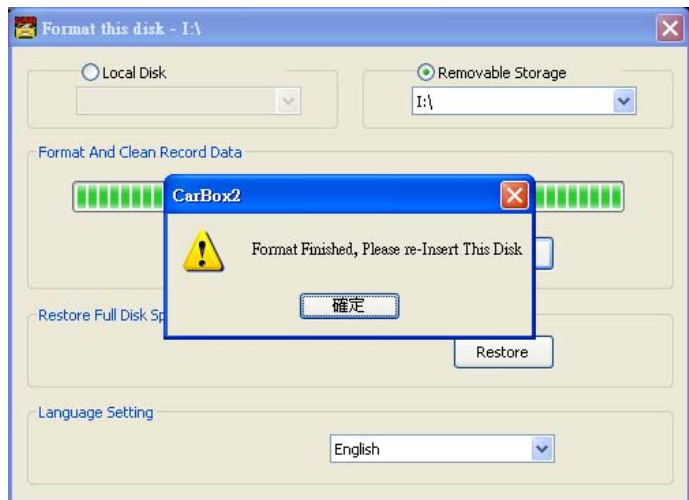 Format this disk - I:\
Local Disk
Removable Storage
I:\
Format And Clean Record Data
CarBox2
Format Finished, Please re-Insert This Disk
確定
Restore Full Disk
Restore
Language Setting
English